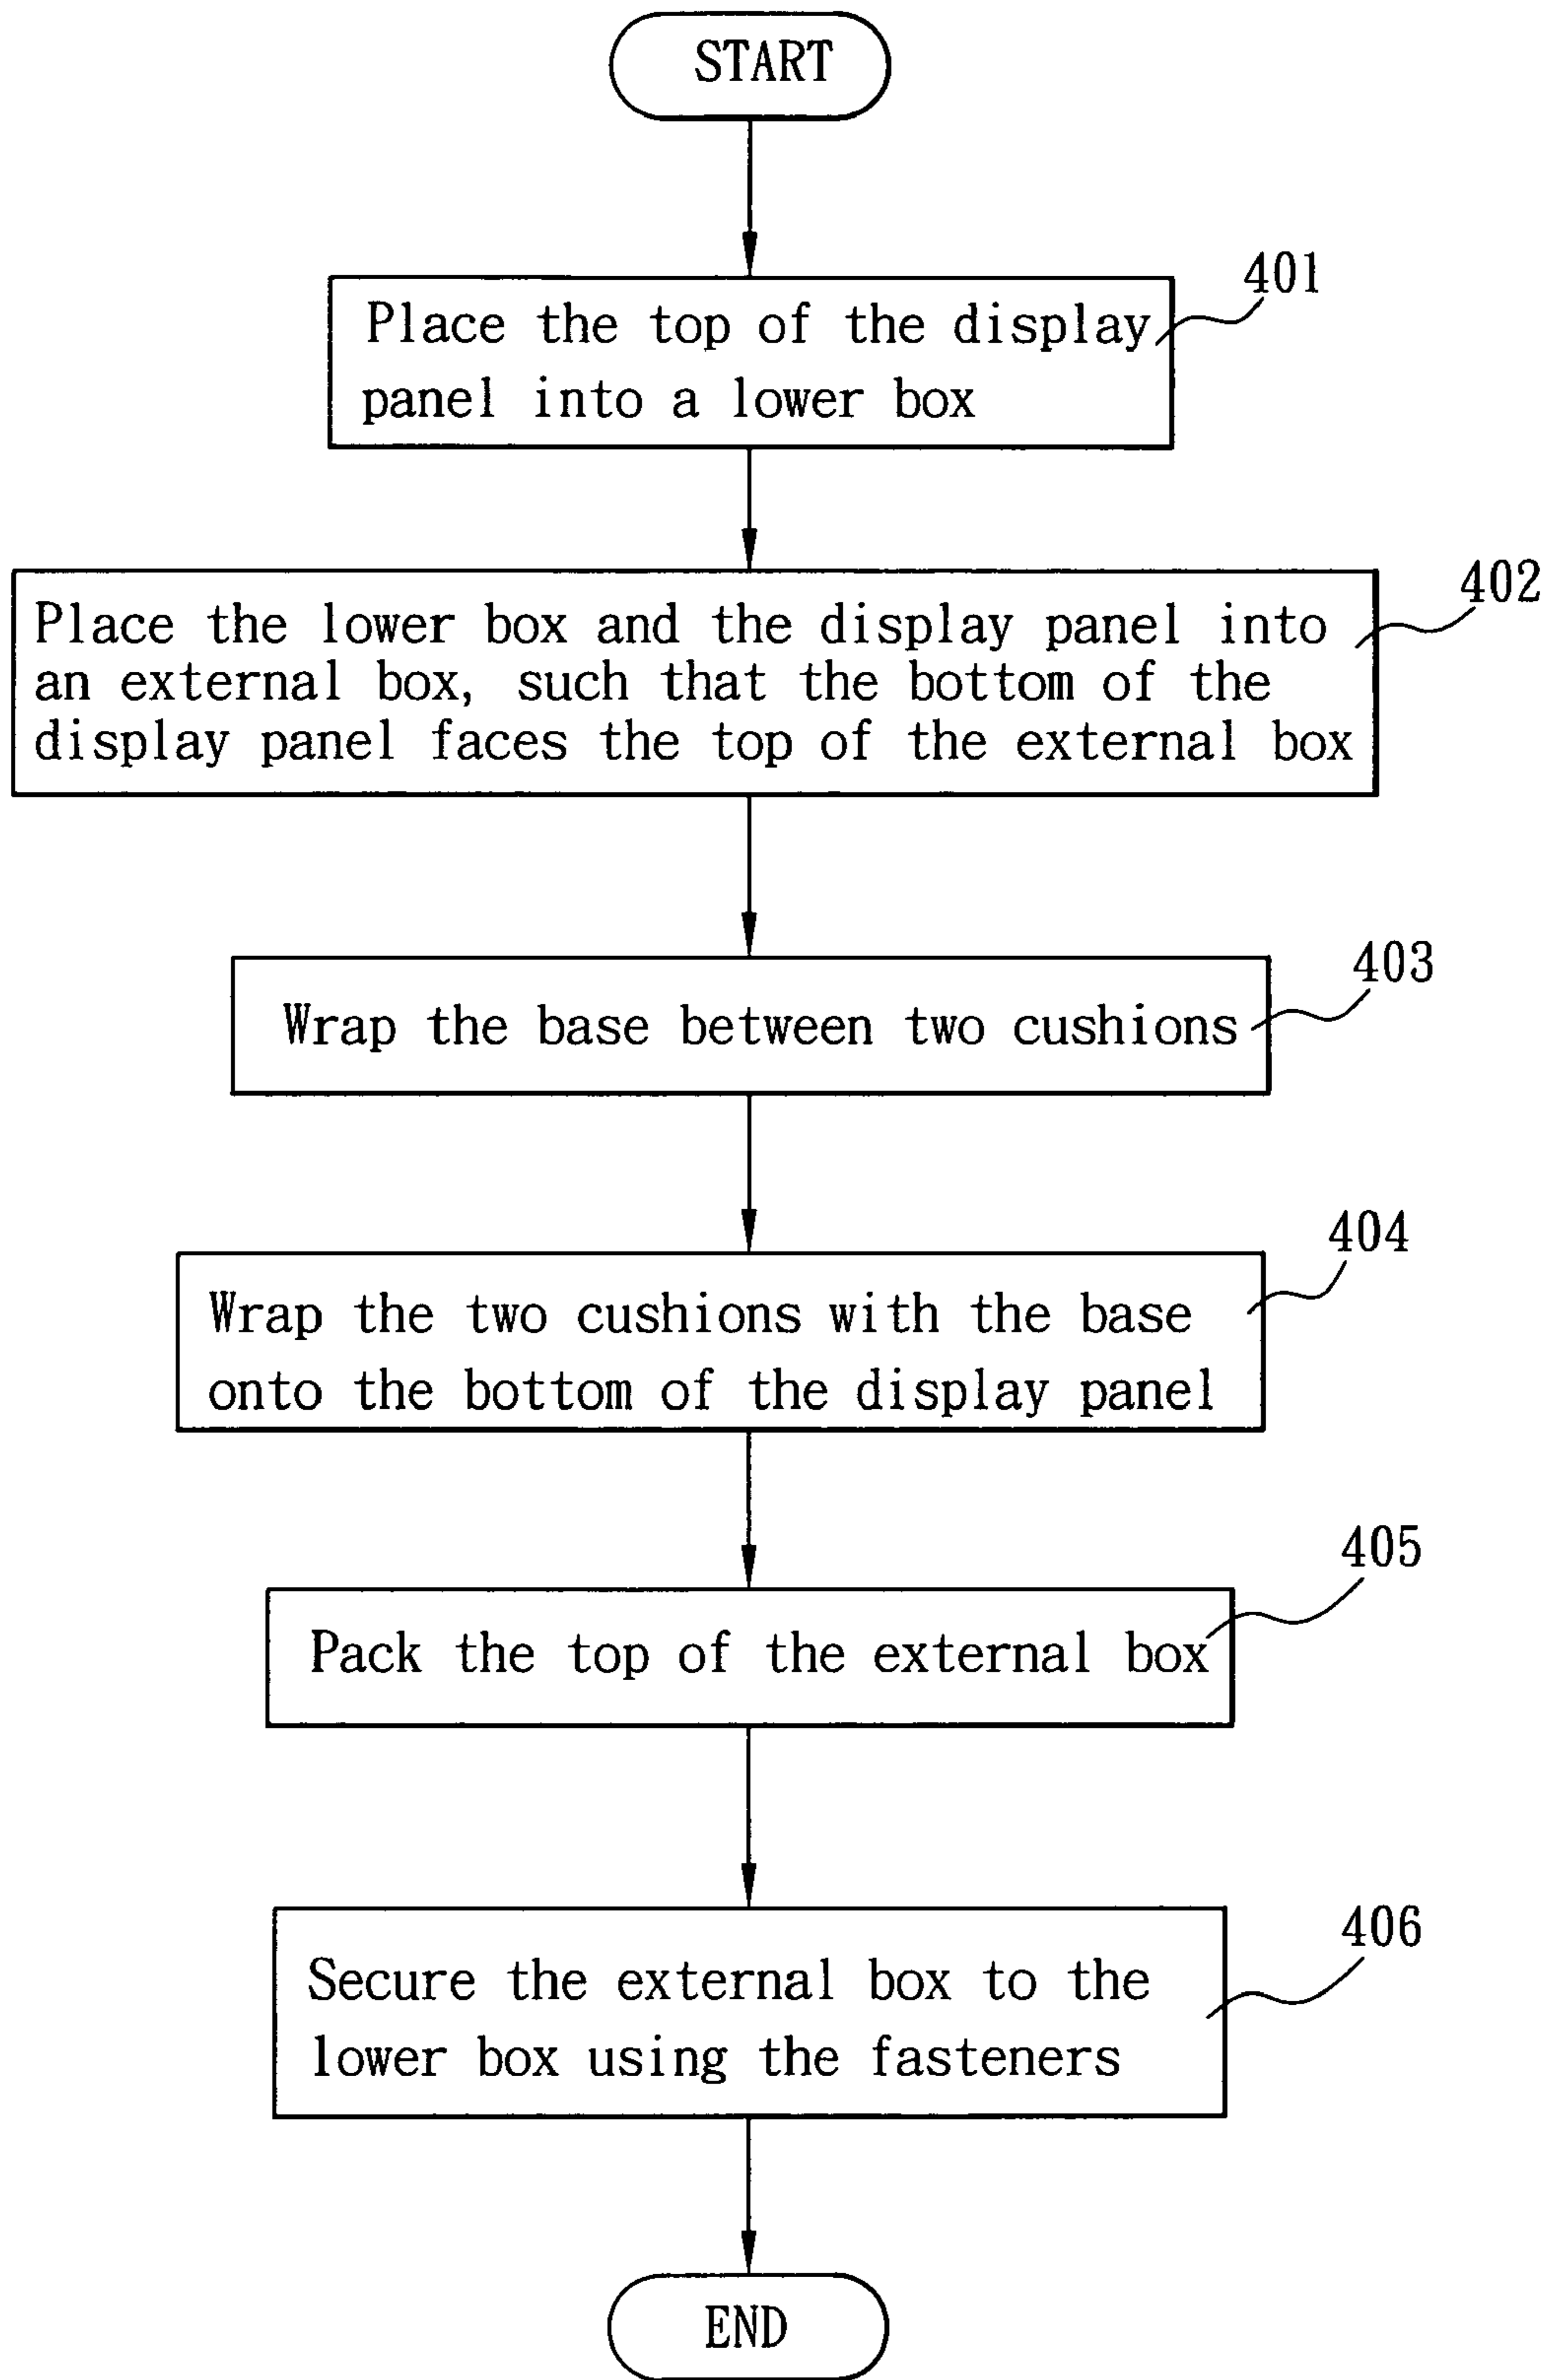 START
401
Place the top of the display
panel into a lower box
402
Place the lower box and the display panel into
an external box, such that the bottom of the
display panel faces the top of the external box
403
Wrap the base between two cushions
404
Wrap the two cushions with the base
onto the bottom of the display panel
405
Pack the top of the external box
406
Secure the external box to the
lower box using the fasteners
END